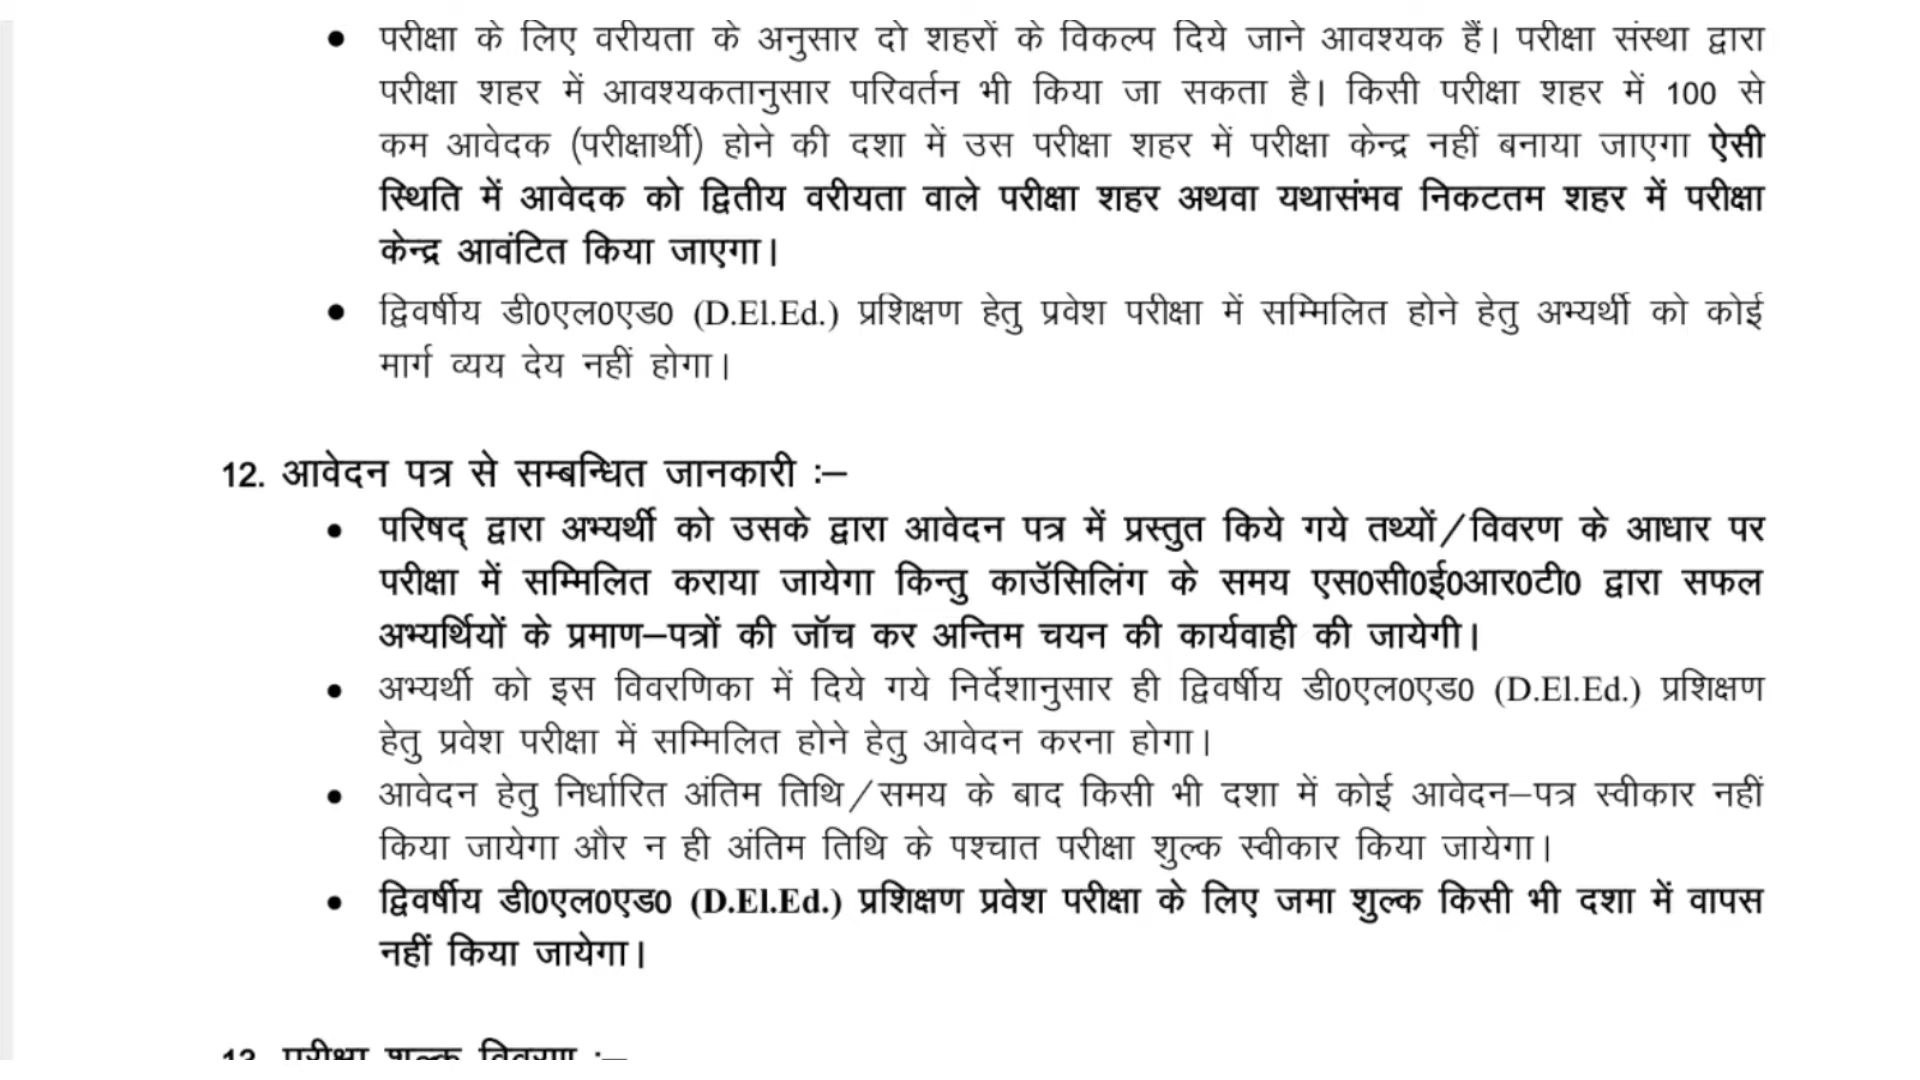 • परीक्षा के लिए वरीयता के अनुसार दो शहरों के विकल्प दिये जाने आवश्यक हैं। परीक्षा संस्था द्वारा
परीक्षा शहर में आवश्यकतानुसार परिवर्तन भी किया जा सकता है। किसी परीक्षा शहर में 100 से
कम आवेदक (परीक्षार्थी) होने की दशा में उस परीक्षा शहर में परीक्षा केन्द्र नहीं बनाया जाएगा ऐसी
स्थिति में आवेदक को द्वितीय वरीयता वाले परीक्षा शहर अथवा यथासंभव निकटतम शहर में परीक्षा
केन्द्र आवंटित किया जाएगा।
• द्विवर्षीय डी0एल0एड0 (D.El.Ed.) प्रशिक्षण हेतु प्रवेश परीक्षा में सम्मिलित होने हेतु अभ्यर्थी को कोई
मार्ग व्यय देय नहीं होगा।
12. आवेदन पत्र से सम्बन्धित जानकारी :–
• परिषद् द्वारा अभ्यर्थी को उसके द्वारा आवेदन पत्र में प्रस्तुत किये गये तथ्यों/विवरण के आधार पर
परीक्षा में सम्मिलित कराया जायेगा किन्तु काउॅसिलिंग के समय एस0सी0ई0आर0टी0 द्वारा सफल
अभ्यर्थियों के प्रमाण–पत्रों की जॉच कर अन्तिम चयन की कार्यवाही की जायेगी।
• अभ्यर्थी को इस विवरणिका में दिये गये निर्देशानुसार ही द्विवर्षीय डी0एल0एड0 (D.El.Ed.) प्रशिक्षण
हेतु प्रवेश परीक्षा में सम्मिलित होने हेतु आवेदन करना होगा।
• आवेदन हेतु निर्धारित अंतिम तिथि/समय के बाद किसी भी दशा में कोई आवेदन–पत्र स्वीकार नहीं
किया जायेगा और न ही अंतिम तिथि के पश्चात परीक्षा शुल्क स्वीकार किया जायेगा।
• द्विवर्षीय डी0एल0एड0 (D.El.Ed.) प्रशिक्षण प्रवेश परीक्षा के लिए जमा शुल्क किसी भी दशा में वापस
नहीं किया जायेगा।
13. परीक्षा शुल्क विवरण :–